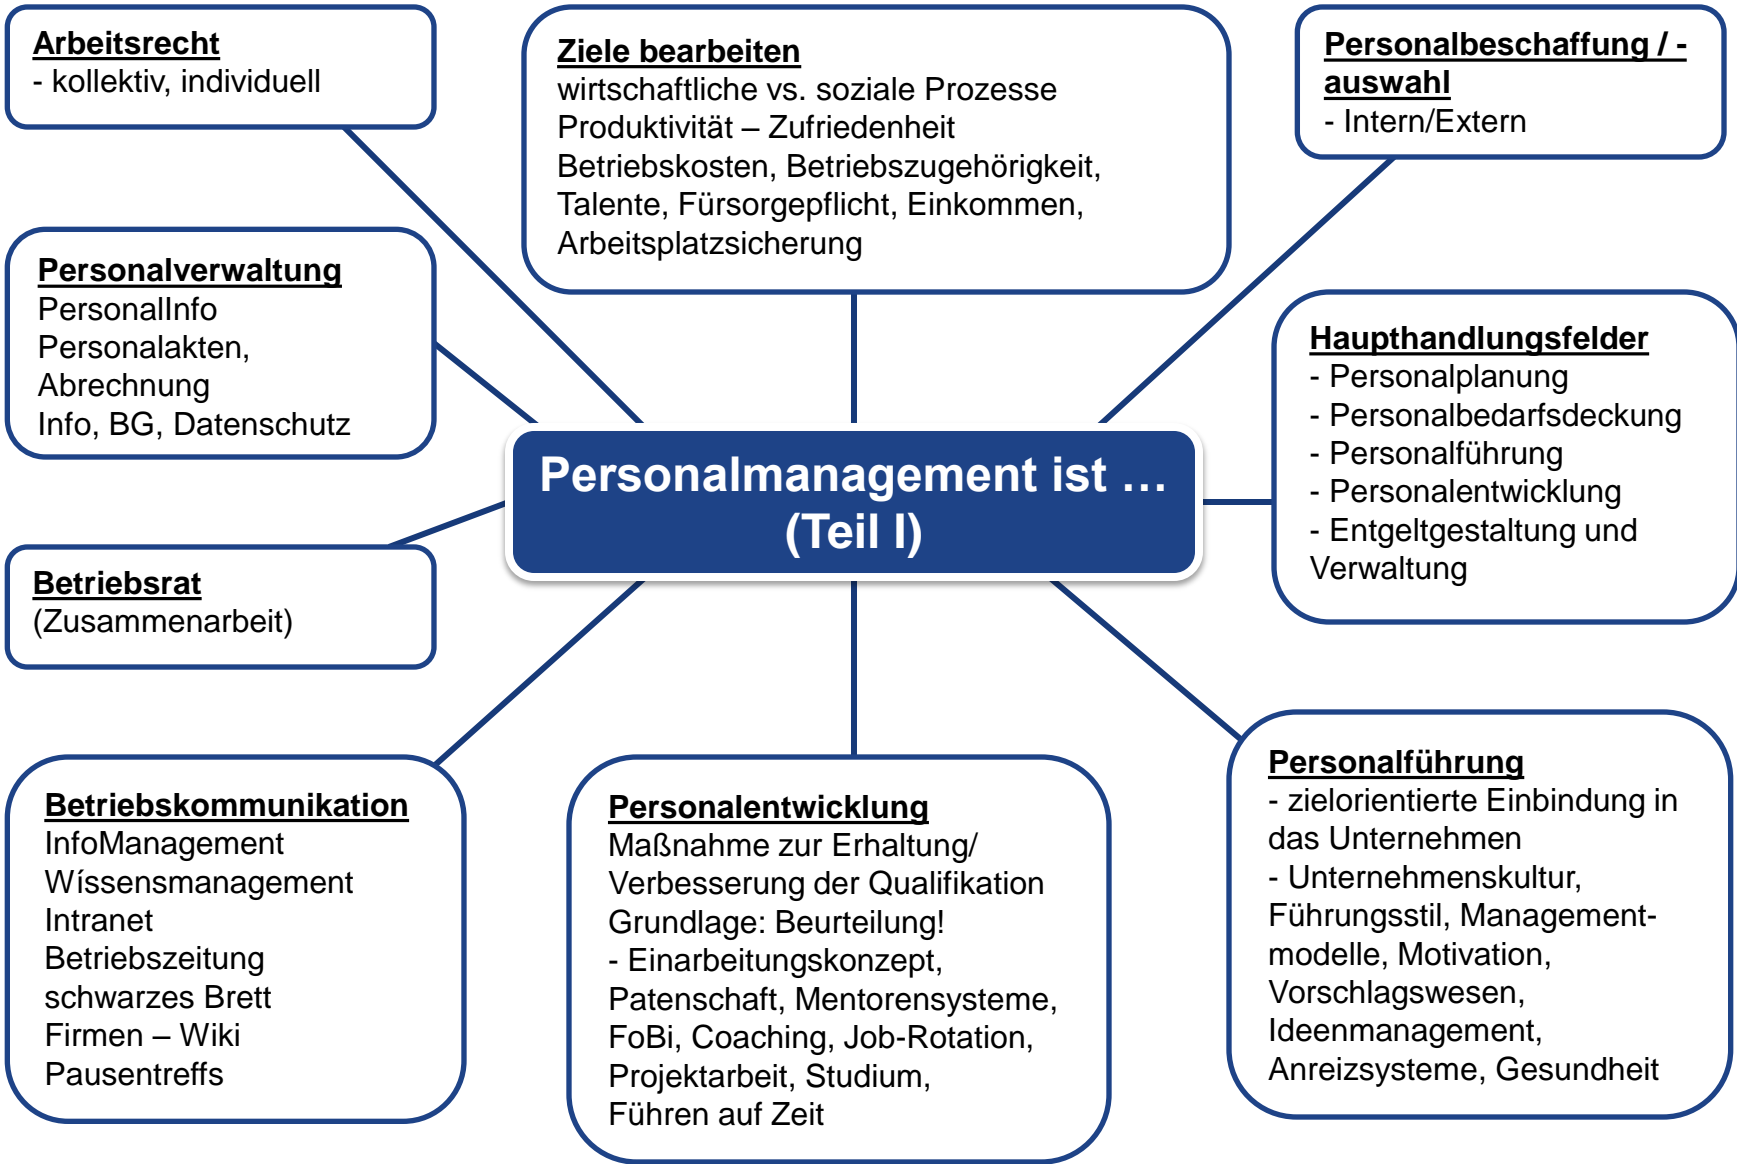 Arbeitsrecht
- kollektiv, individuell
Ziele bearbeiten
wirtschaftliche vs. soziale Prozesse
Produktivität – Zufriedenheit
Betriebskosten, Betriebszugehörigkeit,
Talente, Fürsorgepflicht, Einkommen,
Arbeitsplatzsicherung
Personalbeschaffung / -
auswahl
- Intern/Extern
Personalverwaltung
PersonalInfo
Personalakten,
Abrechnung
Info, BG, Datenschutz
Haupthandlungsfelder
- Personalplanung
- Personalbedarfsdeckung
- Personalführung
- Personalentwicklung
- Entgeltgestaltung und
Verwaltung
Personalmanagement ist …
(Teil I)
Betriebsrat
(Zusammenarbeit)
Betriebskommunikation
InfoManagement
Wíssensmanagement
Intranet
Betriebszeitung
schwarzes Brett
Firmen – Wiki
Pausentreffs
Personalentwicklung
Maßnahme zur Erhaltung/
Verbesserung der Qualifikation
Grundlage: Beurteilung!
- Einarbeitungskonzept,
Patenschaft, Mentorensysteme,
FoBi, Coaching, Job-Rotation,
Projektarbeit, Studium,
Führen auf Zeit
Personalführung
- zielorientierte Einbindung in
das Unternehmen
- Unternehmenskultur,
Führungsstil, Management-
modelle, Motivation,
Vorschlagswesen,
Ideenmanagement,
Anreizsysteme, Gesundheit